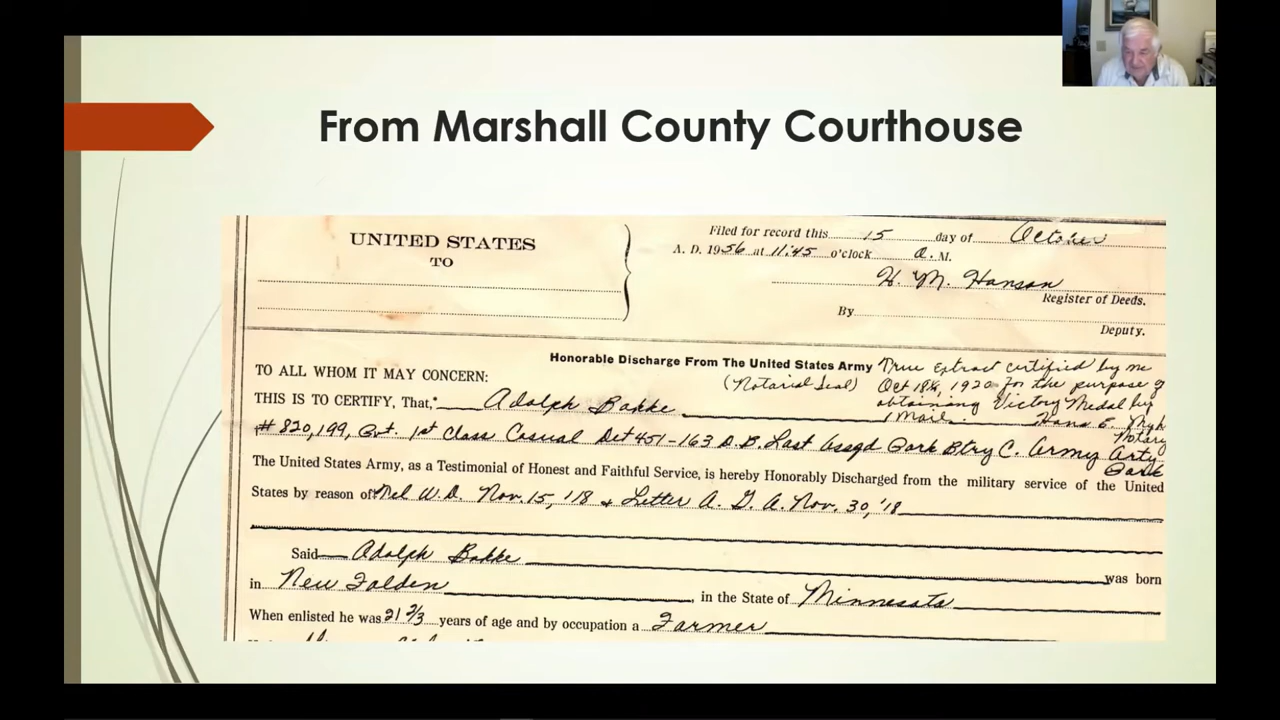 From Marshall County Courthouse
UNITED STATES
TO
Filed for record this 15 day of October
A. D. 1956 at 11:45 o'clock a. M.
H. M. Hanson
Register of Deeds.
By
Deputy.
Honorable Discharge From The United States Army
(Notarial Seal)
True Extract certified by me
Oct 18, 1920 for the purpose of
obtaining Victory Medal by
Mail. Hans E.
Notary
TO ALL WHOM IT MAY CONCERN:
THIS IS TO CERTIFY, That,* Adolph Bakke
# 820,199, Pvt. 1st Class Casual Det 451-163 D.B. Last Assgd Park Btry C. Army Arty
Park
The United States Army, as a Testimonial of Honest and Faithful Service, is hereby Honorably Discharged from the military service of the United
States by reason of Tel W.D. Nov. 15, '18 & Letter A. G. A. Nov. 30, '18
Said Adolph Bakke was born
in New Folden, in the State of Minnesota
When enlisted he was 21 2/3 years of age and by occupation a Farmer